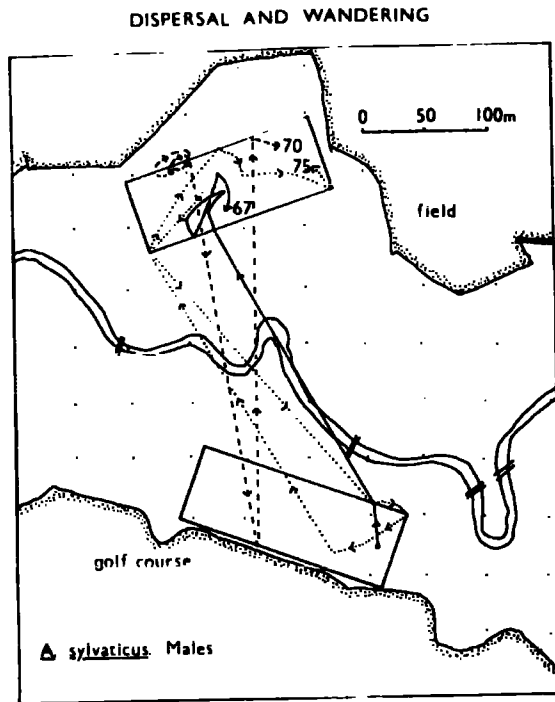 DISPERSAL AND WANDERING
0 50 100m
70
75
67
field
golf course
A sylvaticus. Males